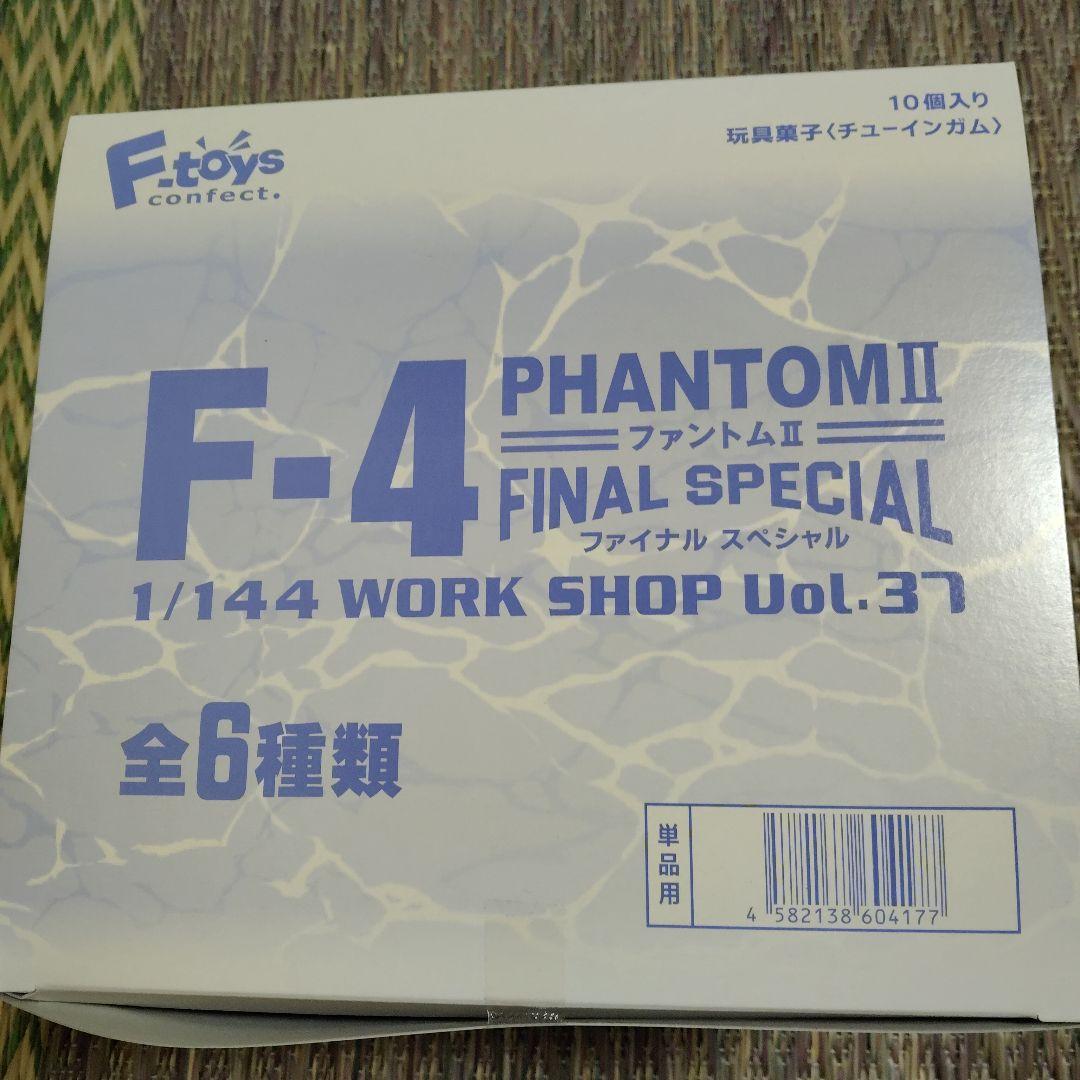 10個入り
玩具菓子〈チューインガム〉
F-toys
confect.
F-4
PHANTOMⅡ
ファントムⅡ
FINAL SPECIAL
ファイナル スペシャル
1/144 WORK SHOP Vol.37
全6種類
単品用
4 582138 604177